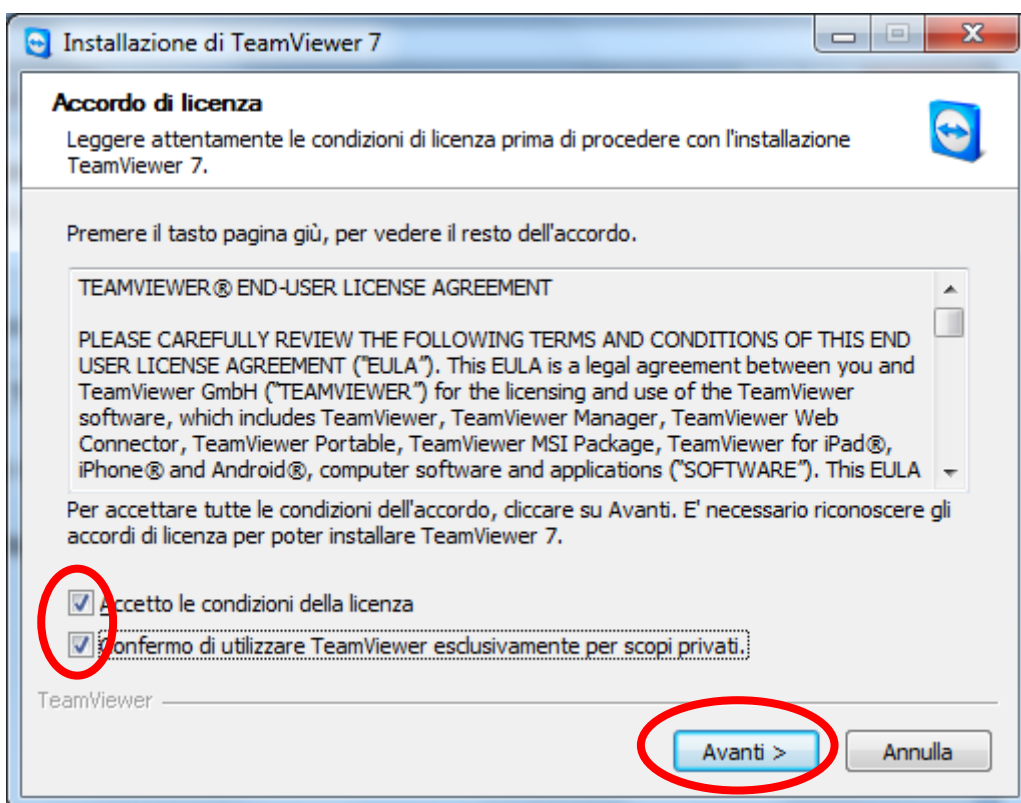 Installazione di TeamViewer 7
Accordo di licenza
Leggere attentamente le condizioni di licenza prima di procedere con l'installazione
TeamViewer 7.
Premere il tasto pagina giù, per vedere il resto dell'accordo.
TEAMVIEWER® END-USER LICENSE AGREEMENT
PLEASE CAREFULLY REVIEW THE FOLLOWING TERMS AND CONDITIONS OF THIS END
USER LICENSE AGREEMENT ("EULA"). This EULA is a legal agreement between you and
TeamViewer GmbH ("TEAMVIEWER") for the licensing and use of the TeamViewer
software, which includes TeamViewer, TeamViewer Manager, TeamViewer Web
Connector, TeamViewer Portable, TeamViewer MSI Package, TeamViewer for iPad®,
iPhone® and Android®, computer software and applications ("SOFTWARE"). This EULA
Per accettare tutte le condizioni dell'accordo, cliccare su Avanti. E' necessario riconoscere gli
accordi di licenza per poter installare TeamViewer 7.
Accetto le condizioni della licenza
Confermo di utilizzare TeamViewer esclusivamente per scopi privati.
TeamViewer
Avanti >
Annulla